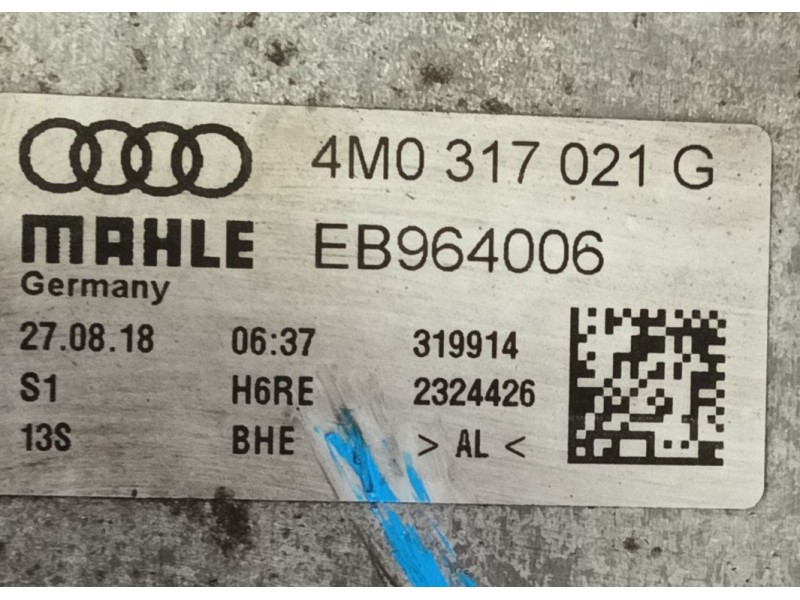 4M0 317 021 G
MAHLE EB964006
Germany
27.08.18 06:37 319914
S1 H6RE 2324426
13S BHE > AL <